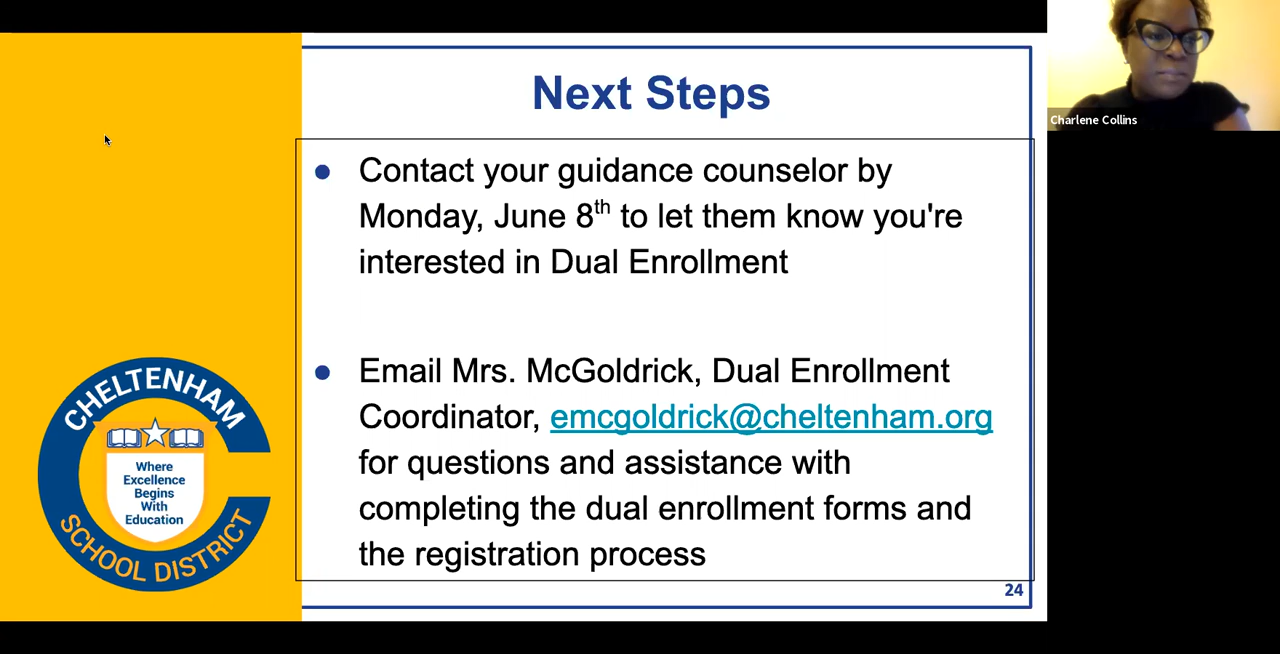 Next Steps
Charlene Collins
● Contact your guidance counselor by
Monday, June 8th to let them know you're
interested in Dual Enrollment
● Email Mrs. McGoldrick, Dual Enrollment
Coordinator, emcgoldrick@cheltenham.org
for questions and assistance with
completing the dual enrollment forms and
the registration process
CHELTENHAM
Where
Excellence
Begins
With
Education
SCHOOL DISTRICT
24